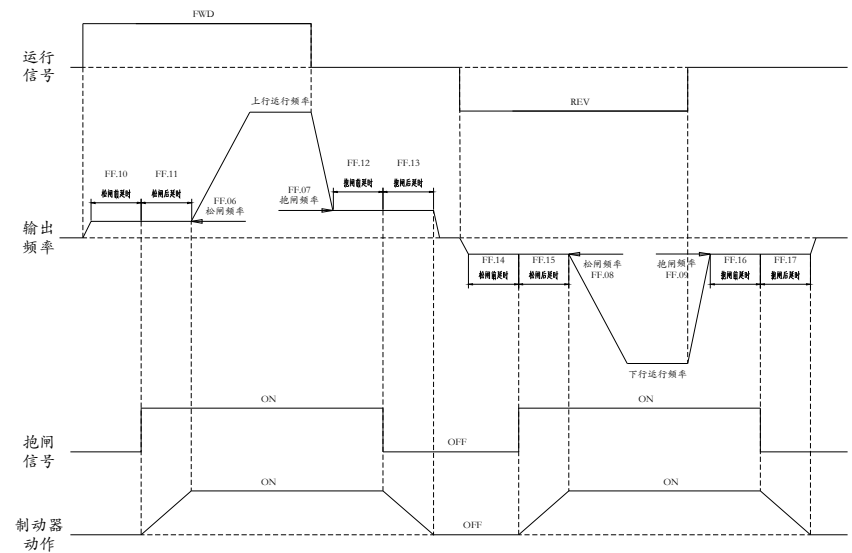 FWD
运行
信号
上行运行频率
REV
FF.10
FF.11
FF.12
FF.13
松闸前延时
松闸后延时
抱闸前延时
抱闸后延时
FF.06
松闸频率
FF.07
抱闸频率
输出
频率
FF.14
FF.15
松闸频率
抱闸频率
FF.16
FF.17
松闸前延时
松闸后延时
FF.08
FF.09
抱闸前延时
抱闸后延时
下行运行频率
ON
ON
抱闸
信号
OFF
ON
ON
制动器
动作
OFF